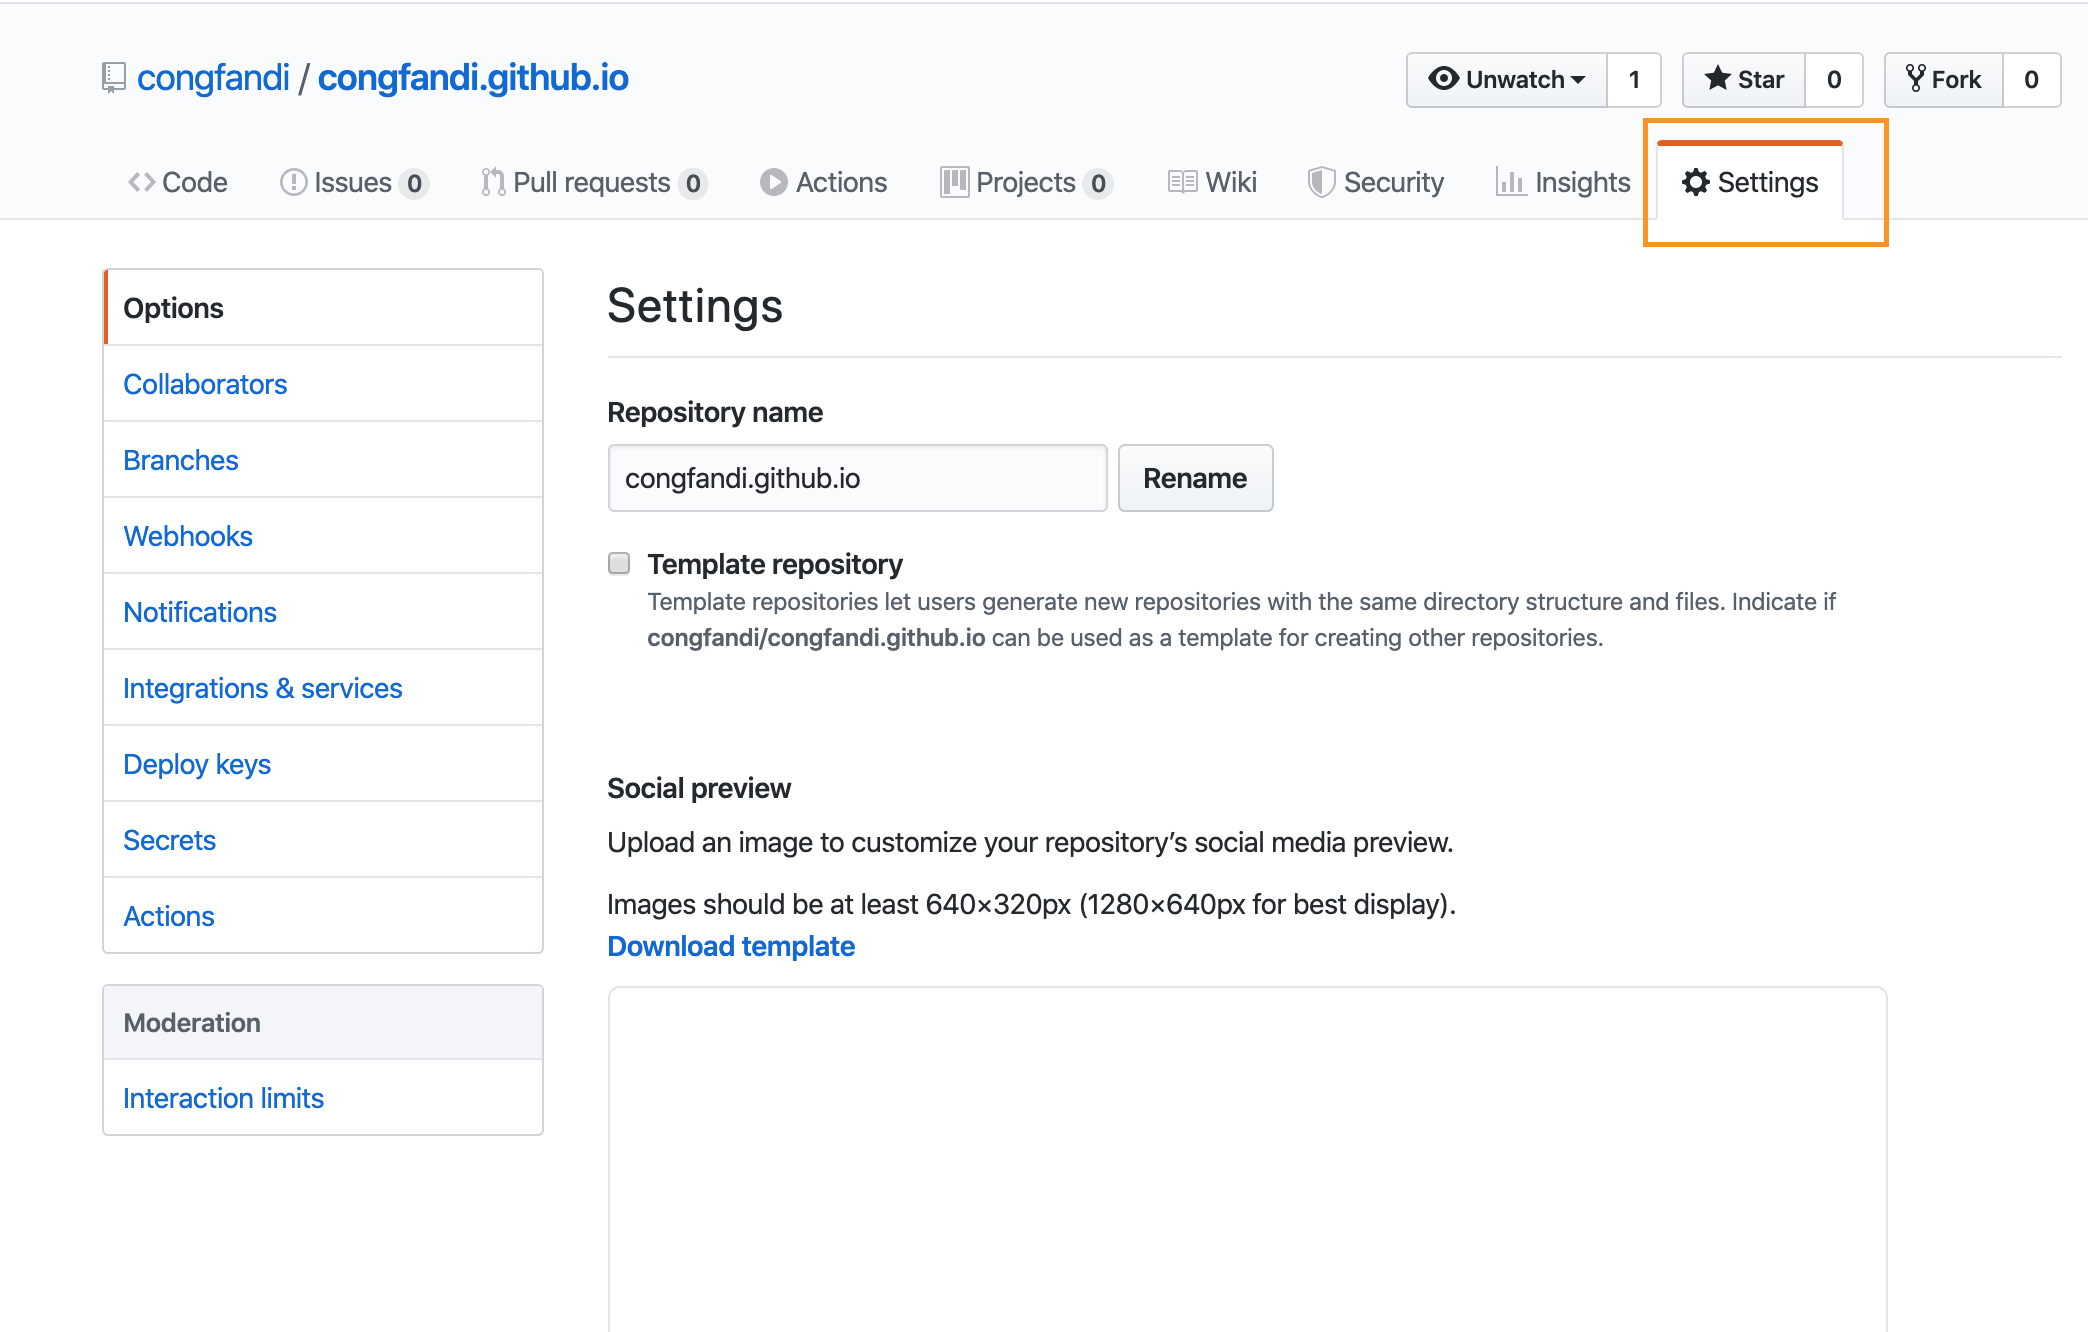 congfandi / congfandi.github.io
Unwatch 1
Star 0
Fork 0
Code
Issues 0
Pull requests 0
Actions
Projects 0
Wiki
Security
Insights
Settings
Options
Collaborators
Branches
Webhooks
Notifications
Integrations & services
Deploy keys
Secrets
Actions
Moderation
Interaction limits
Settings
Repository name
congfandi.github.io
Rename
Template repository
Template repositories let users generate new repositories with the same directory structure and files. Indicate if
congfandi/congfandi.github.io can be used as a template for creating other repositories.
Social preview
Upload an image to customize your repository’s social media preview.
Images should be at least 640×320px (1280×640px for best display).
Download template